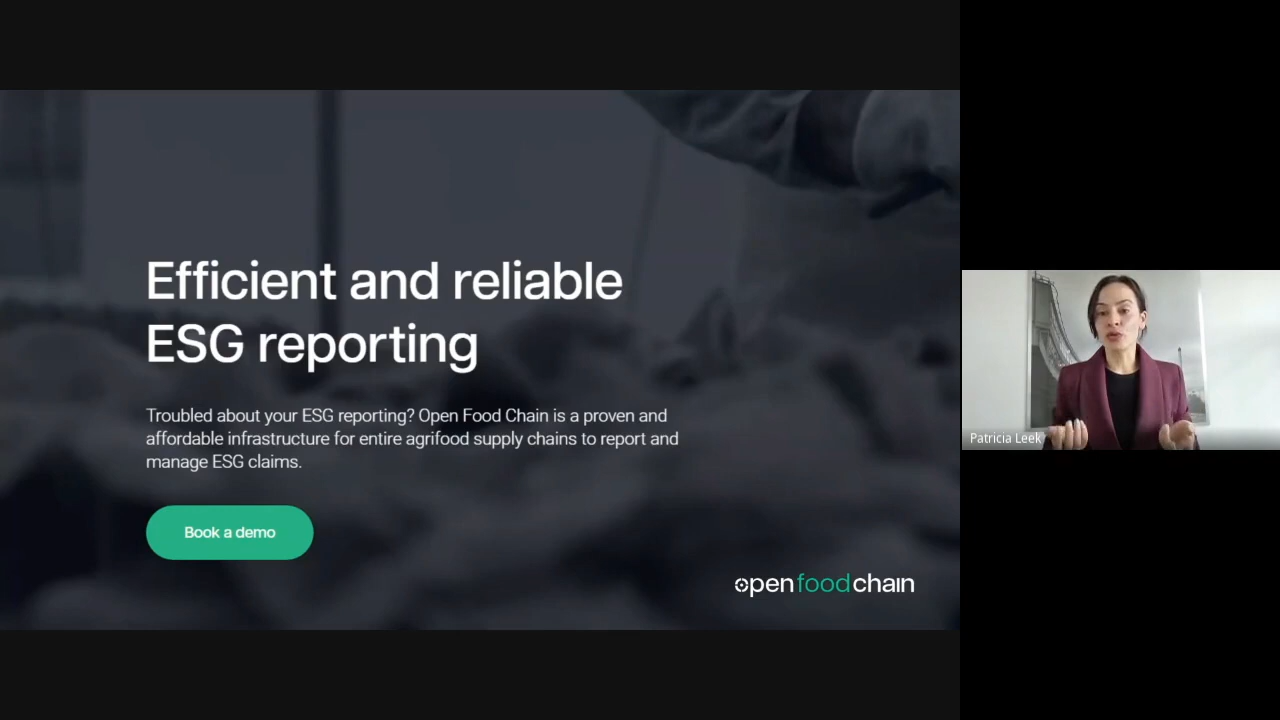 Efficient and reliable
ESG reporting
Troubled about your ESG reporting? Open Food Chain is a proven and
affordable infrastructure for entire agrifood supply chains to report and
manage ESG claims.
Book a demo
openfoodchain
Patricia Leek